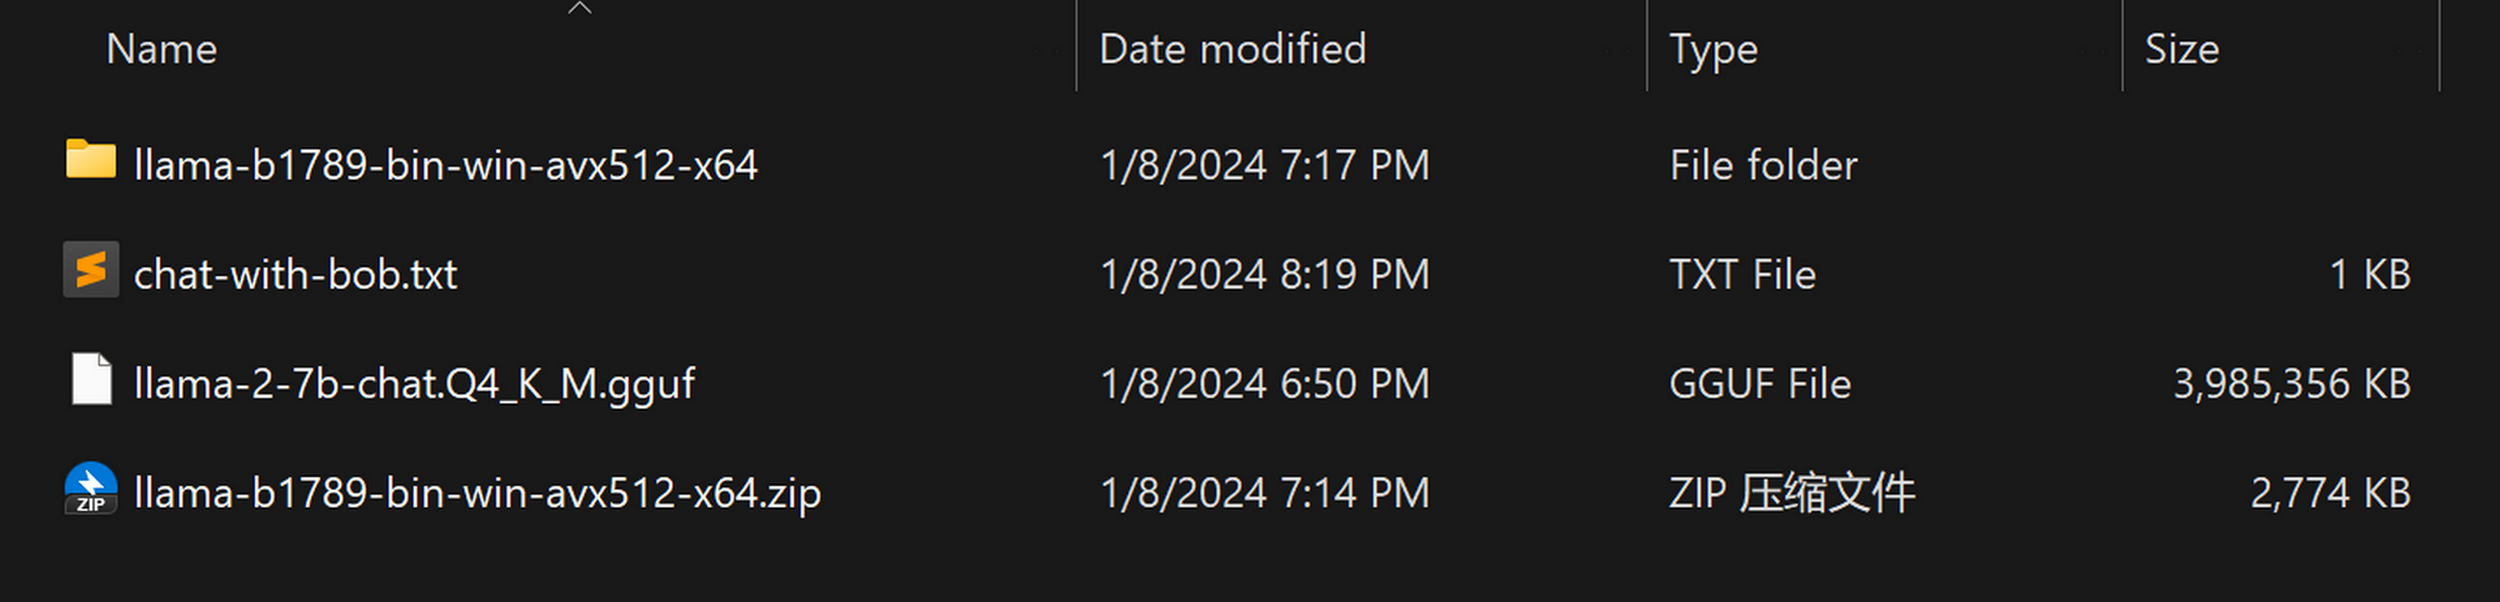 Name Date modified Type Size
llama-b1789-bin-win-avx512-x64 1/8/2024 7:17 PM File folder
chat-with-bob.txt 1/8/2024 8:19 PM TXT File 1 KB
llama-2-7b-chat.Q4_K_M.gguf 1/8/2024 6:50 PM GGUF File 3,985,356 KB
ZIP llama-b1789-bin-win-avx512-x64.zip 1/8/2024 7:14 PM ZIP 压缩文件 2,774 KB